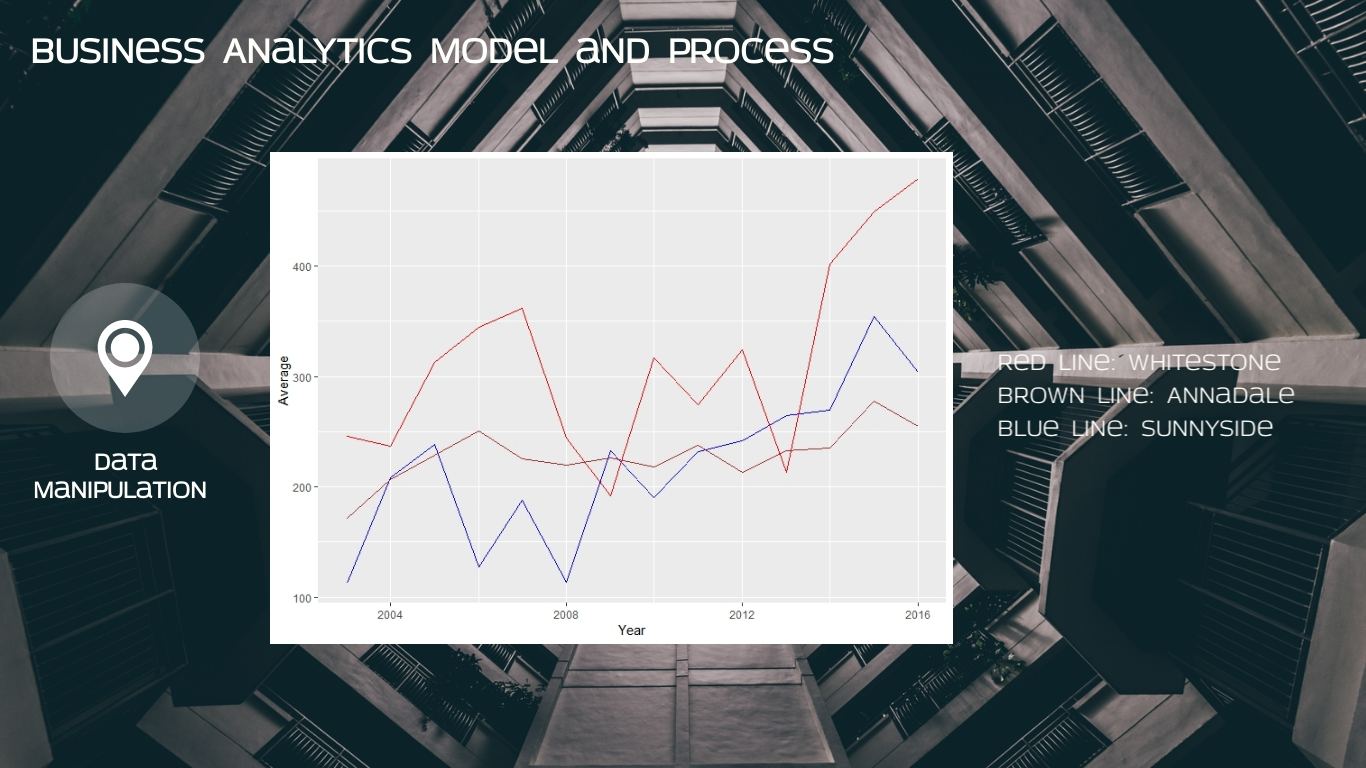 BUSINESS ANALYTICS MODEL AND PROCESS
400
300
200
100
Average
2004
2008
2012
2016
Year
DATA
MANIPULATION
RED LINE: WHITESTONE
BROWN LINE: ANNADALE
BLUE LINE: SUNNYSIDE